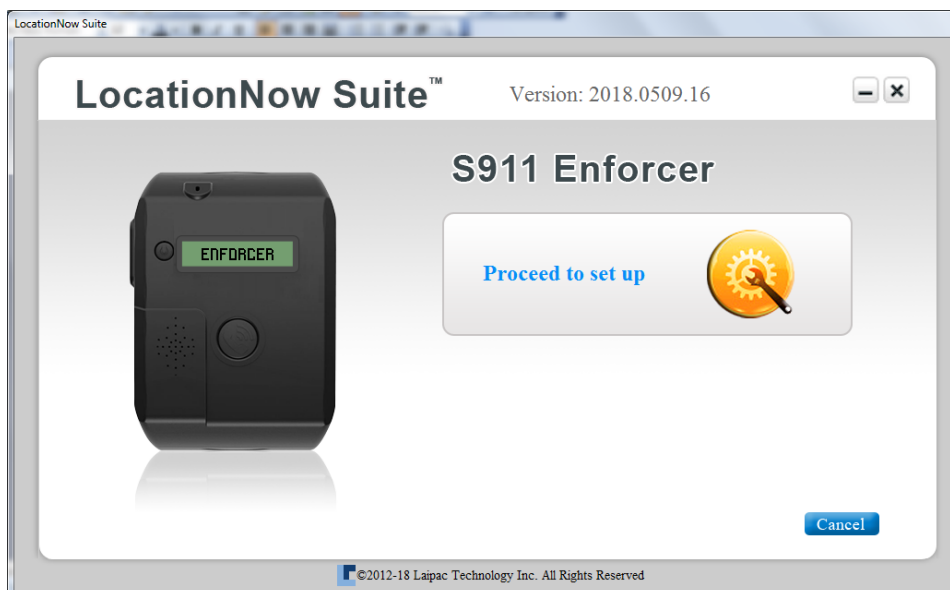 LocationNow Suite
LocationNow Suite™
Version: 2018.0509.16
S911 Enforcer
ENFORCER
Proceed to set up
Cancel
©2012-18 Laipac Technology Inc. All Rights Reserved